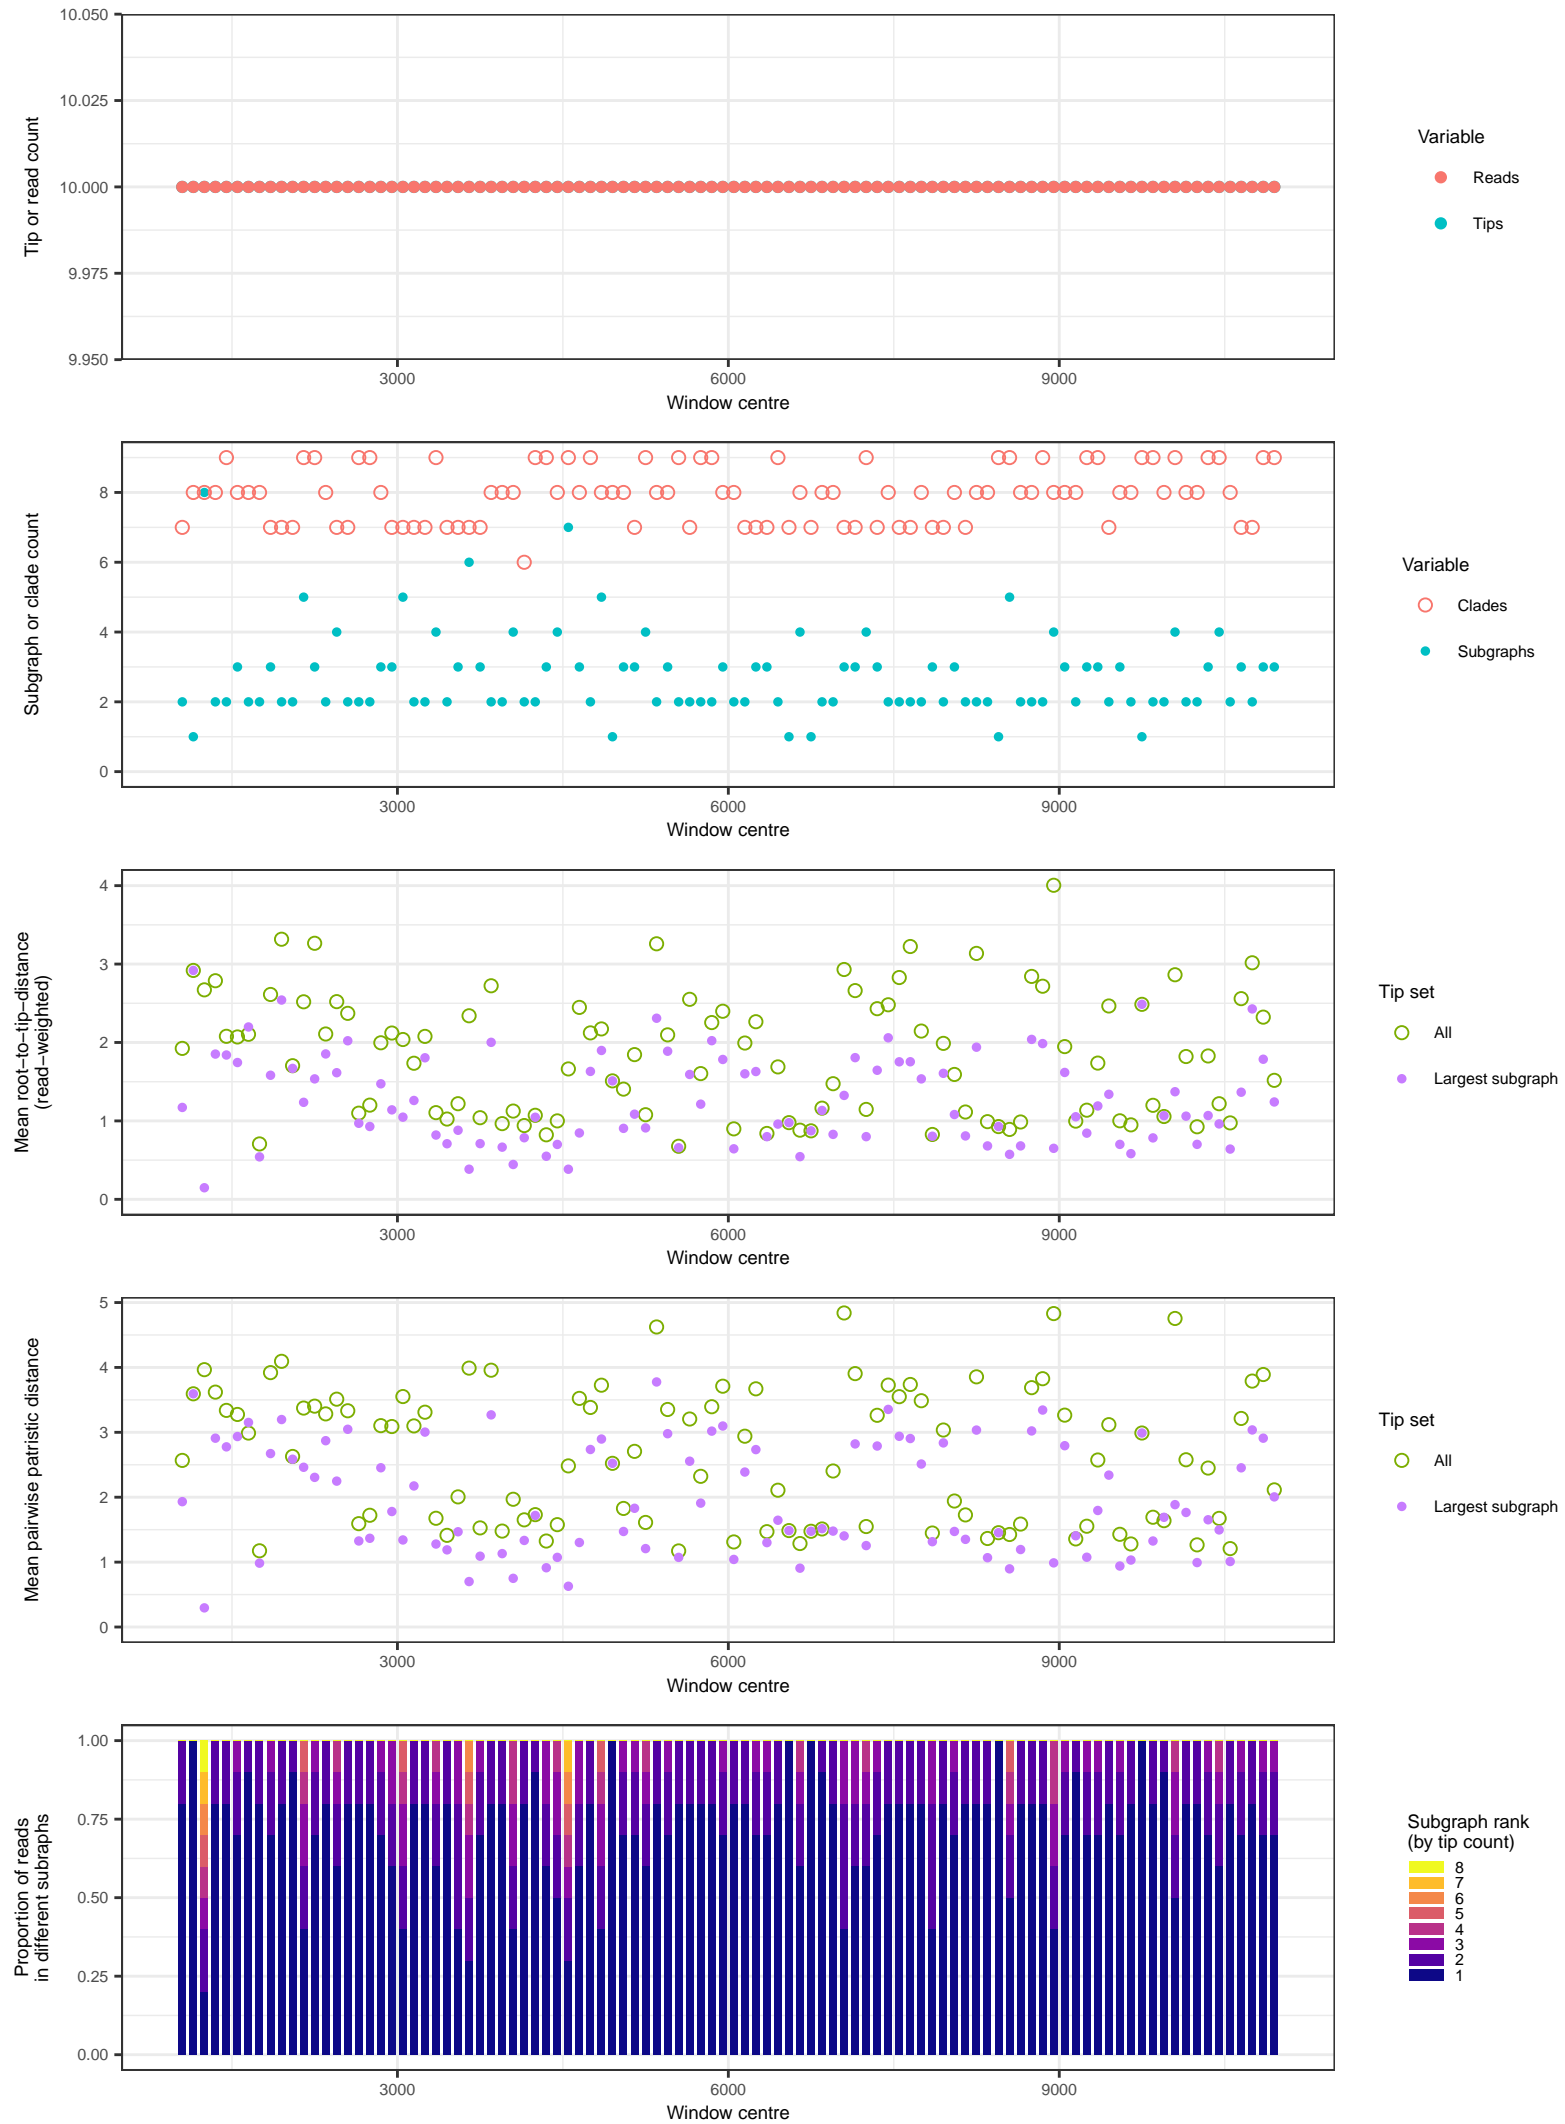 10.050
10.025
10.000
9.975
9.950
Tip or read count
3000 6000 9000
Window centre
Variable
Reads
Tips
8
6
4
2
0
Subgraph or clade count
3000 6000 9000
Window centre
Variable
Clades
Subgraphs
4
3
2
1
0
Mean root−to−tip−distance
(read−weighted)
3000 6000 9000
Window centre
Tip set
All
Largest subgraph
5
4
3
2
1
0
Mean pairwise patristic distance
3000 6000 9000
Window centre
Tip set
All
Largest subgraph
1.00
0.75
0.50
0.25
0.00
Proportion of reads
in different subraphs
3000 6000 9000
Window centre
Subgraph rank
(by tip count)
8
7
6
5
4
3
2
1